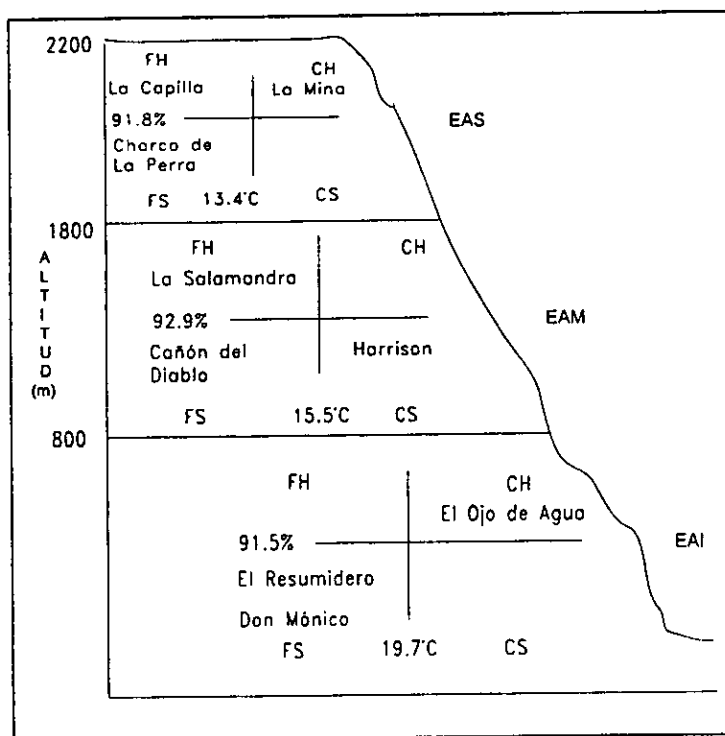 2200
FH
CH
La Capilla
La Mina
91.8%
EAS
Charco de
La Perra
FS 13.4°C CS
1800
ALTITUD
(m)
FH
CH
La Salamandra
92.9%
EAM
Cañón del
Diablo
Harrison
FS 15.5°C CS
800
FH
CH
El Ojo de Agua
91.5%
EAI
El Resumidero
Don Mónico
FS 19.7°C CS